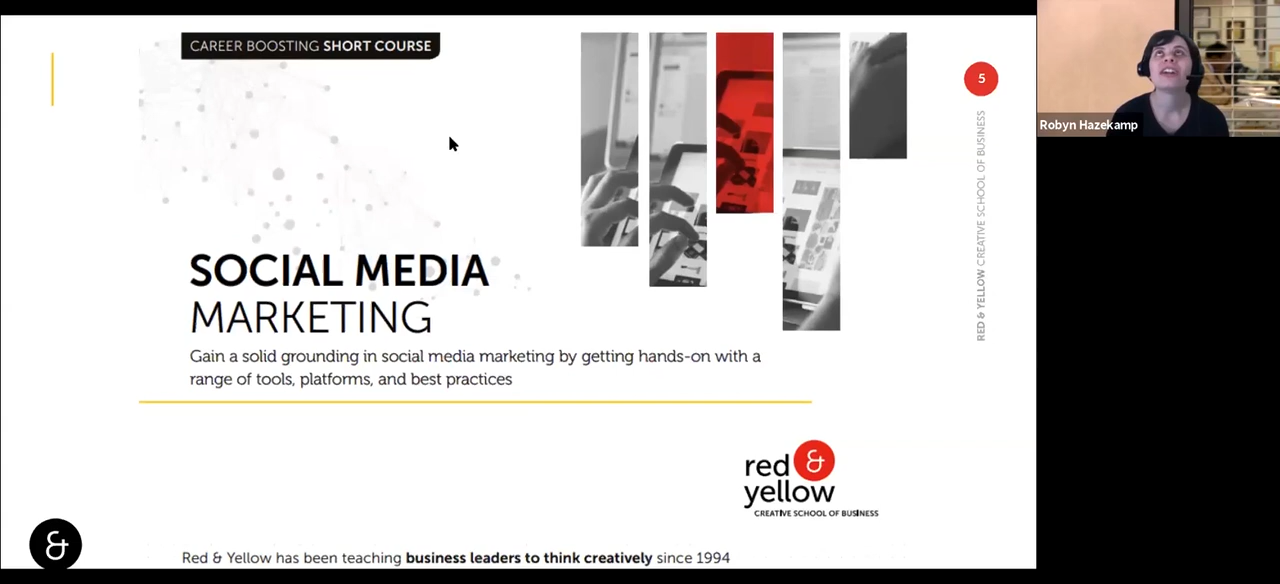 CAREER BOOSTING SHORT COURSE
SOCIAL MEDIA
MARKETING
Gain a solid grounding in social media marketing by getting hands-on with a
range of tools, platforms, and best practices
red &
yellow
CREATIVE SCHOOL OF BUSINESS
Red & Yellow has been teaching business leaders to think creatively since 1994
&
5
RED & YELLOW CREATIVE SCHOOL OF BUSINESS
Robyn Hazekamp